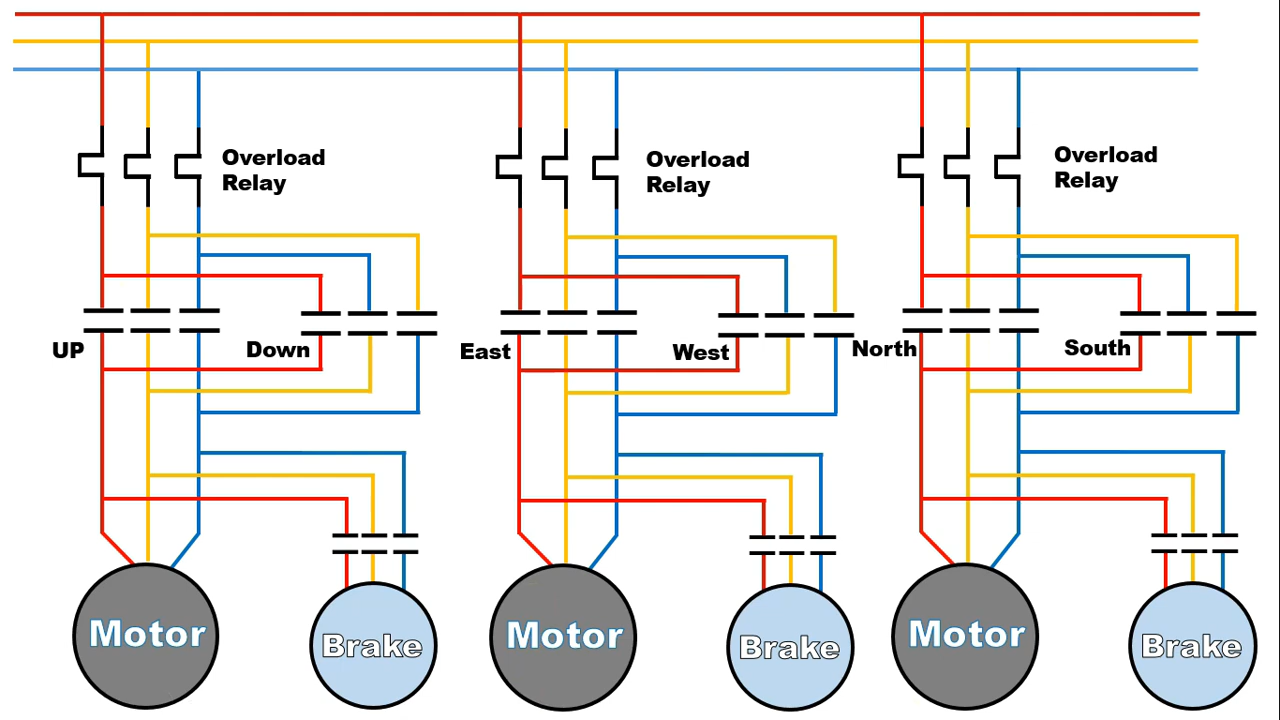 Overload
Relay
Overload
Relay
Overload
Relay
UP
Down
East
West
North
South
Motor
Brake
Motor
Brake
Motor
Brake